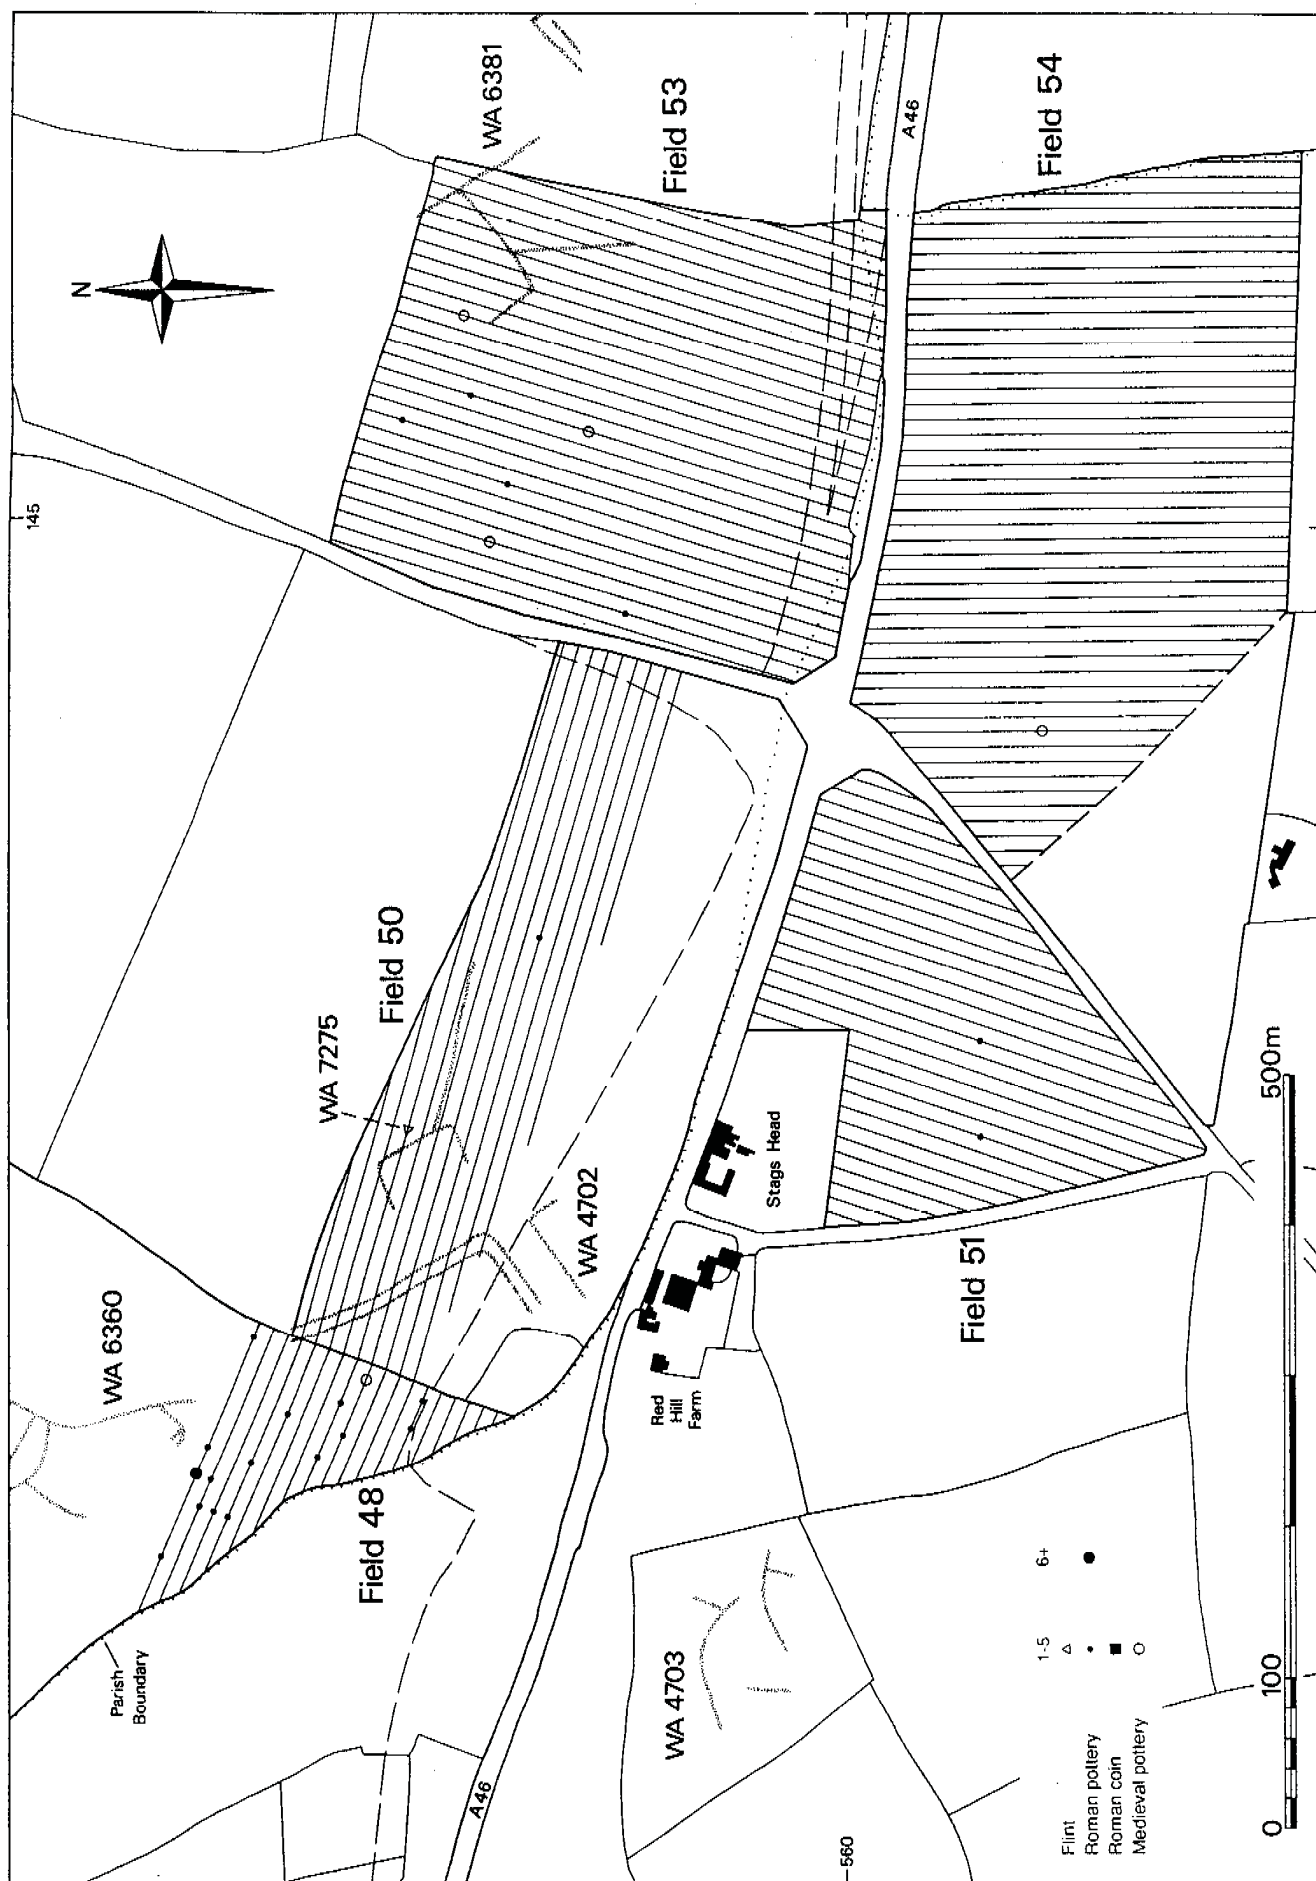 N
145
WA 6381
Field 53
A46
Field 54
Field 50
WA 7275
WA 6360
WA 4702
Stags Head
Field 51
Red
Hill
Farm
Field 48
Parish
Boundary
WA 4703
A46
560
1-5 6+
Flint
Roman pottery
Roman coin
Medieval pottery
0 100 500m